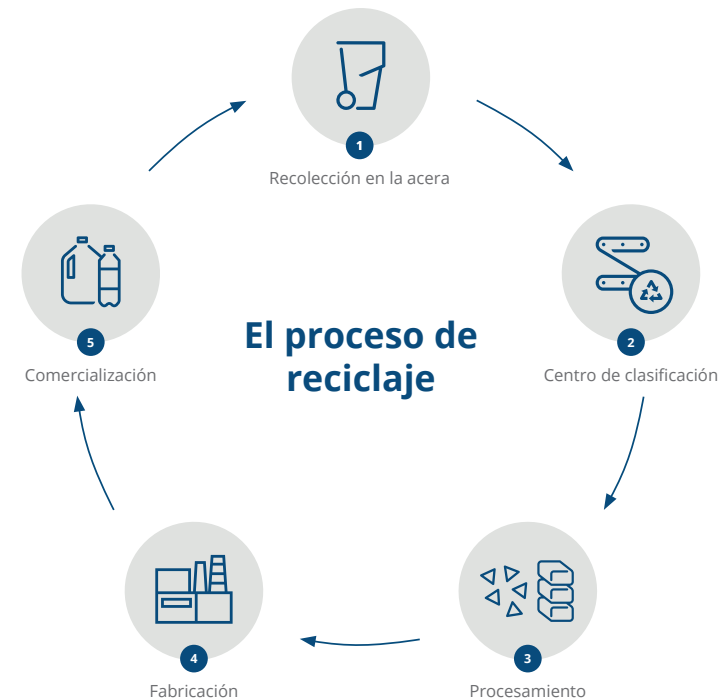 1
Recolección en la acera
2
Centro de clasificación
3
Procesamiento
4
Fabricación
5
Comercialización
El proceso de
reciclaje